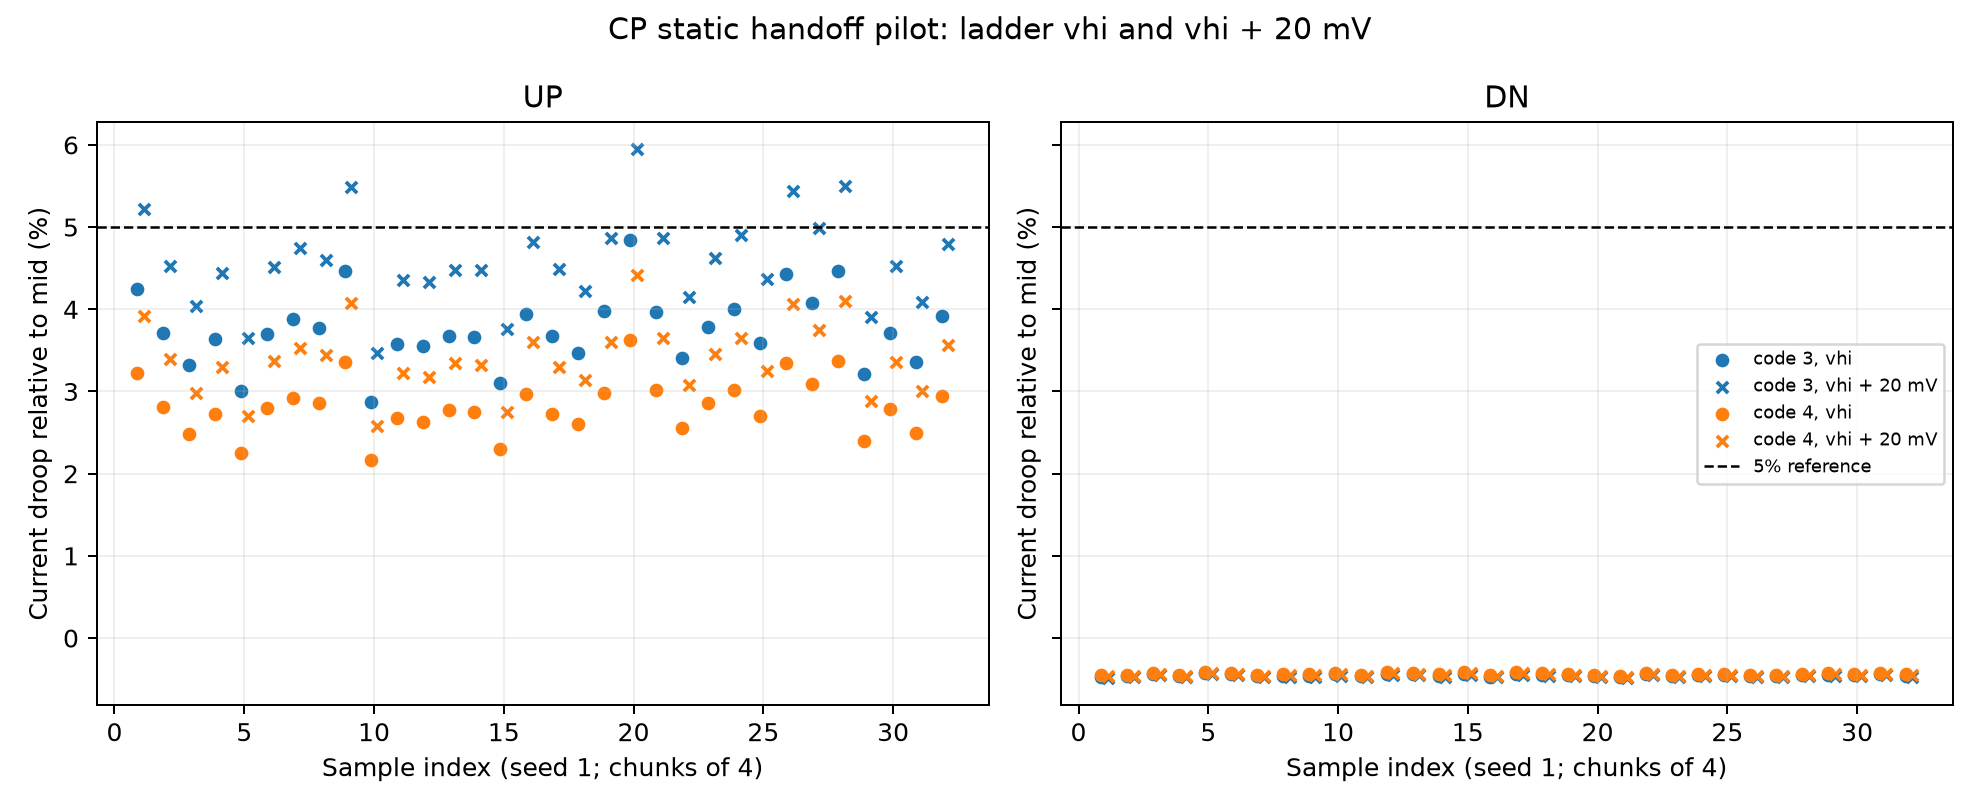 CP static handoff pilot: ladder vhi and vhi + 20 mV
UP
Current droop relative to mid (%)
6
5
4
3
2
1
0
0 5 10 15 20 25 30
Sample index (seed 1; chunks of 4)
DN
Current droop relative to mid (%)
code 3, vhi
code 3, vhi + 20 mV
code 4, vhi
code 4, vhi + 20 mV
5% reference
0 5 10 15 20 25 30
Sample index (seed 1; chunks of 4)